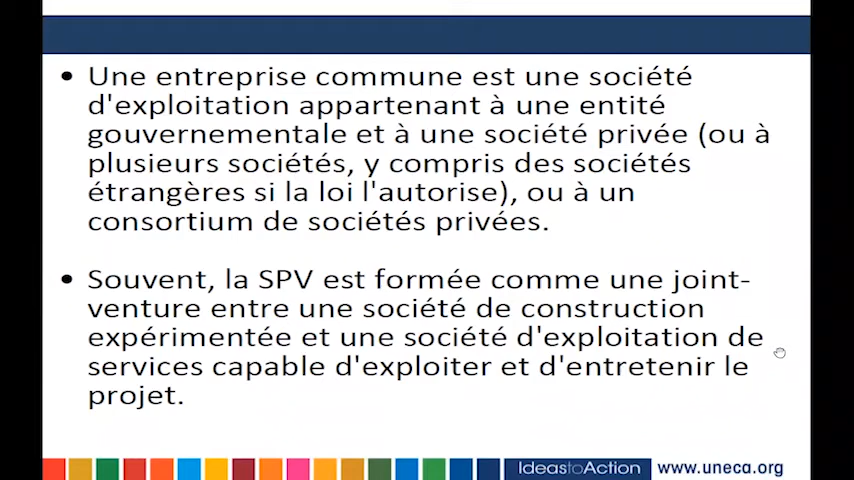 • Une entreprise commune est une société
d'exploitation appartenant à une entité
gouvernementale et à une société privée (ou à
plusieurs sociétés, y compris des sociétés
étrangères si la loi l'autorise), ou à un
consortium de sociétés privées.
• Souvent, la SPV est formée comme une joint-
venture entre une société de construction
expérimentée et une société d'exploitation de
services capable d'exploiter et d'entretenir le
projet.
IdeastoAction www.uneca.org